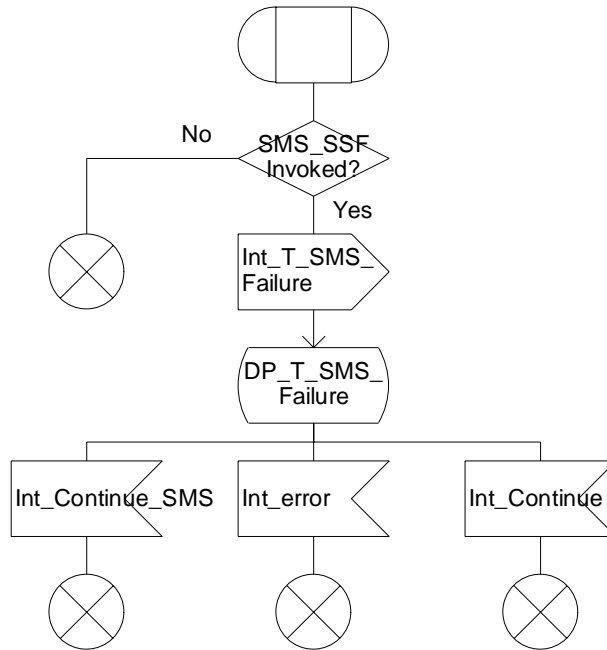 SMS_SSF
Invoked?
No
Yes
Int_T_SMS_
Failure
DP_T_SMS_
Failure
Int_Continue_SMS
Int_error
Int_Continue